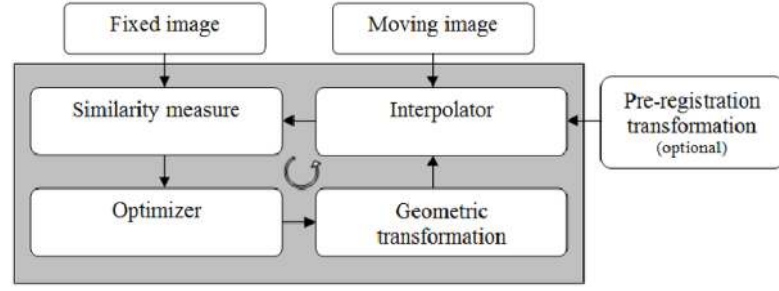 Fixed image
Moving image
Similarity measure
Interpolator
Pre-registration
transformation
(optional)
Optimizer
Geometric
transformation